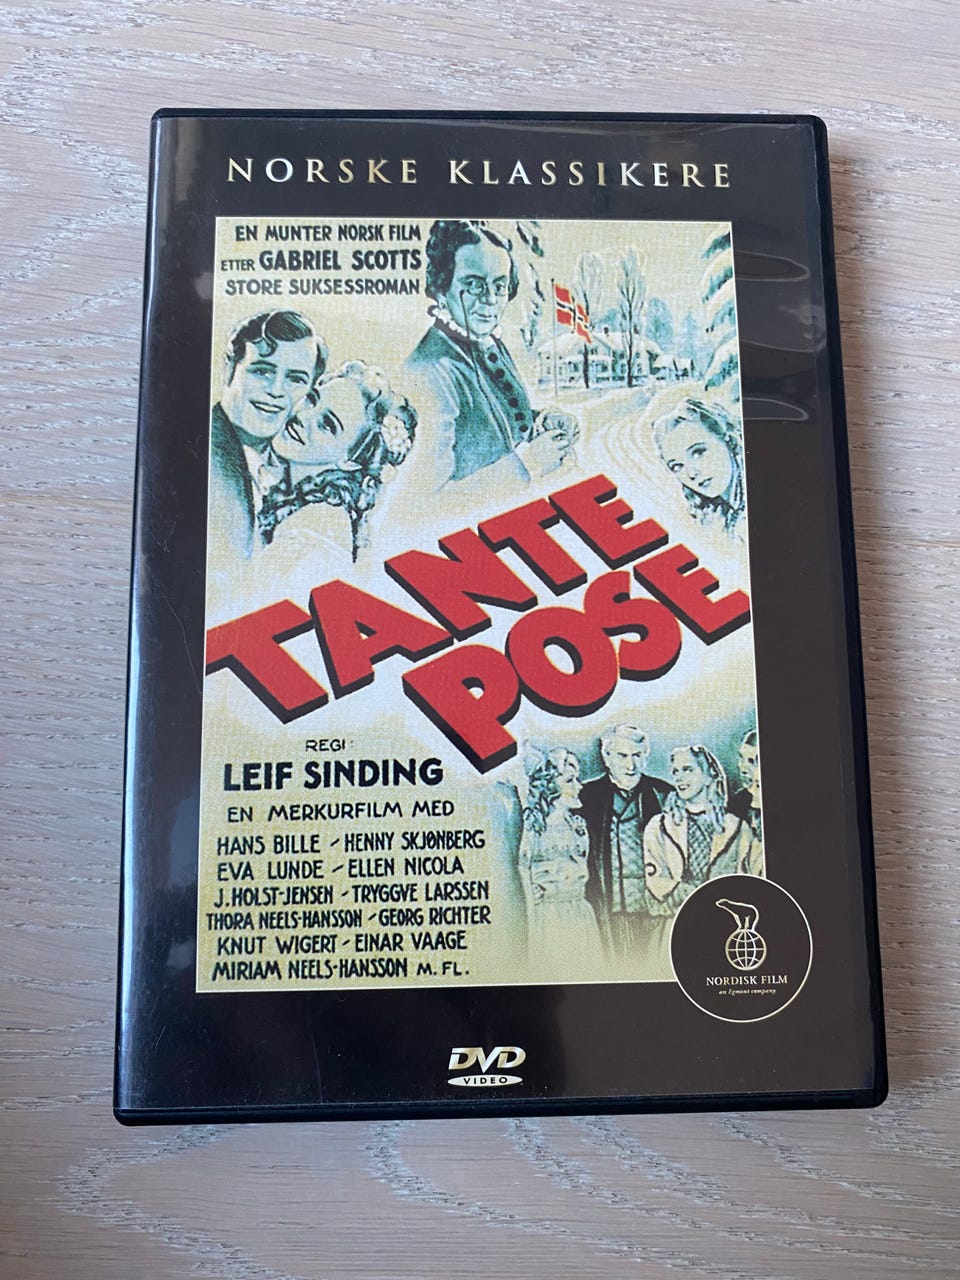 NORSKE KLASSIKERE
EN MUNTER NORSK FILM
ETTER GABRIEL SCOTTS
STORE SUKSESSROMAN
TANTE
POSE
REGI:
LEIF SINDING
EN MERKURFILM MED
HANS BILLE - HENNY SKJØNBERG
EVA LUNDE - ELLEN NICOLA
J. HOLST-JENSEN - TRYGGVE LARSSEN
THORA NEELS-HANSSON - GEORG RICHTER
KNUT WIGERT - EINAR VAAGE
MIRIAM NEELS-HANSSON M. FL.
NORDISK FILM
an Egmont company
DVD
VIDEO